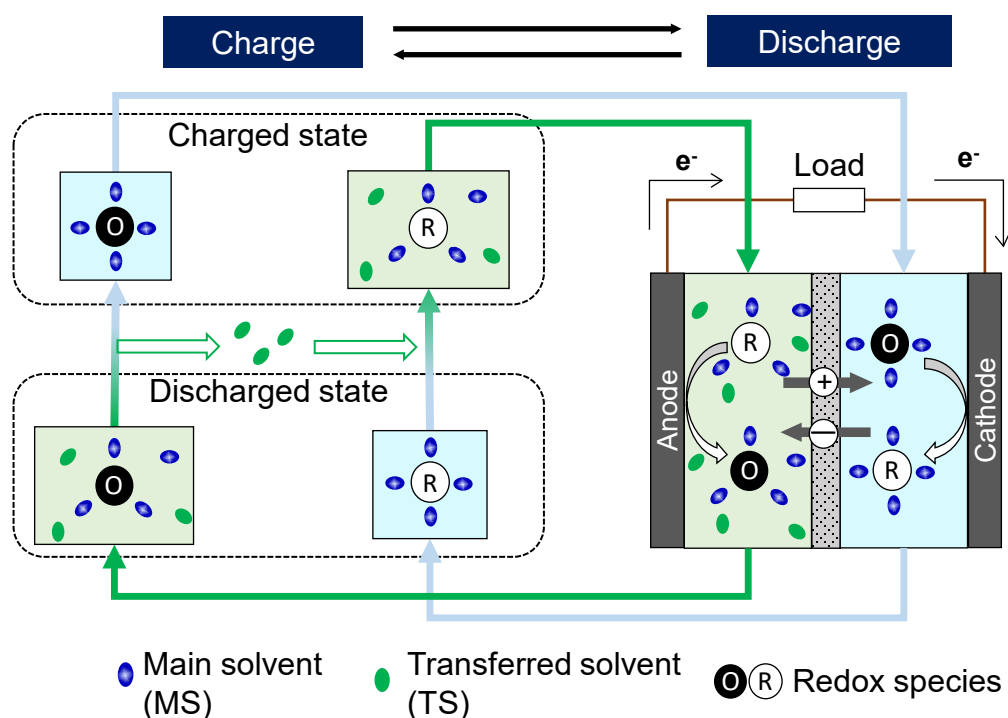 Charge
Discharge
Charged state
O
R
e-
Load
e-
Discharged state
O
R
Anode
R
O
+
−
O
R
Cathode
Main solvent
(MS)
Transferred solvent
(TS)
O R Redox species